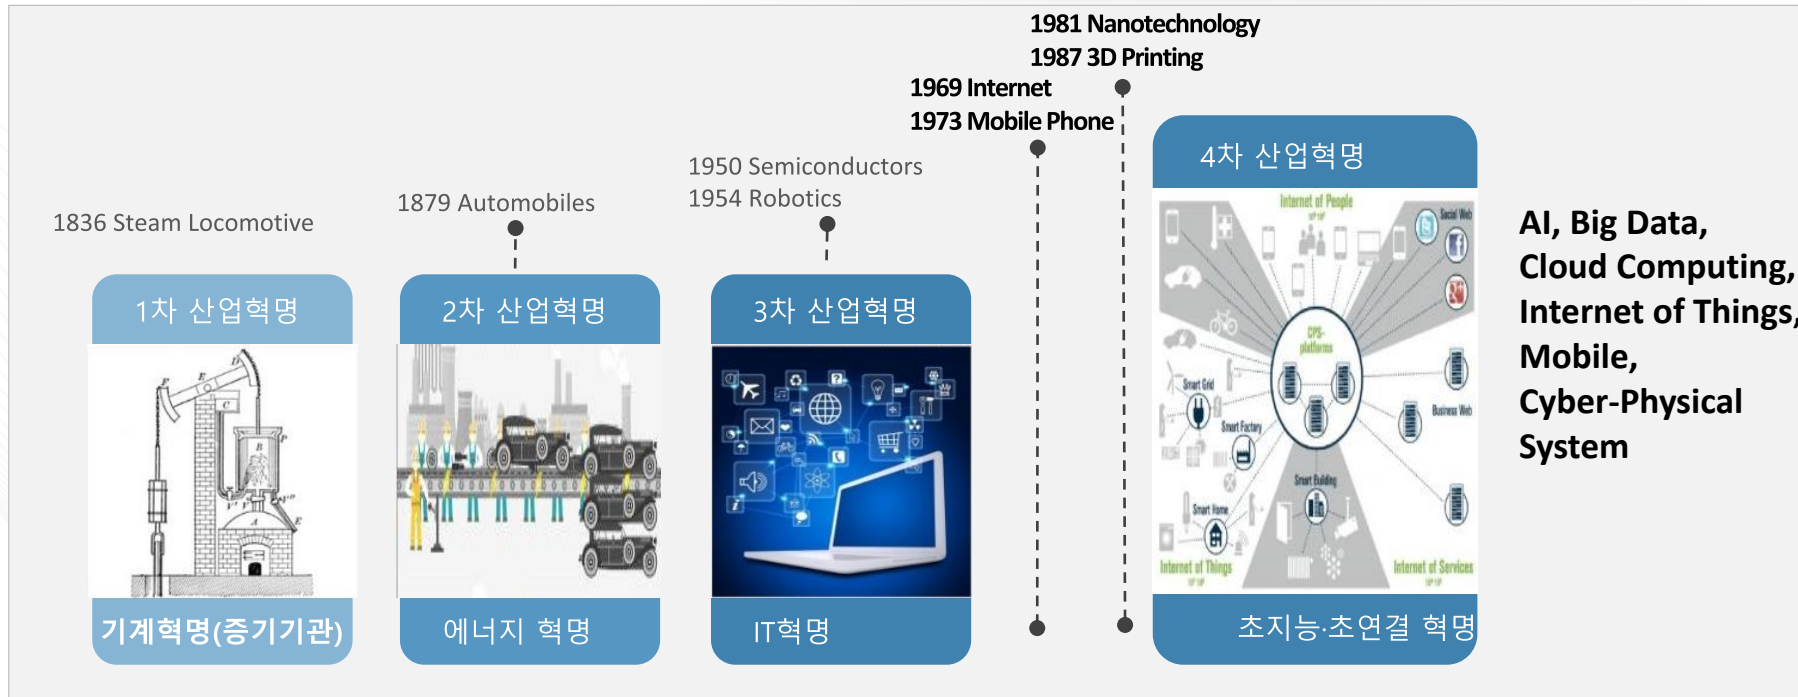 1981 Nanotechnology
1987 3D Printing
1969 Internet
1973 Mobile Phone
1950 Semiconductors
1954 Robotics
1879 Automobiles
1836 Steam Locomotive
1차 산업혁명
기계혁명(증기기관)
2차 산업혁명
에너지 혁명
3차 산업혁명
IT혁명
4차 산업혁명
Internet of People
Social Web
CPS-
platforms
Smart Grid
Business Web
Smart Factory
Smart Building
Smart Home
Internet of Things
Internet of Services
초지능·초연결 혁명
AI, Big Data,
Cloud Computing,
Internet of Things,
Mobile,
Cyber-Physical
System